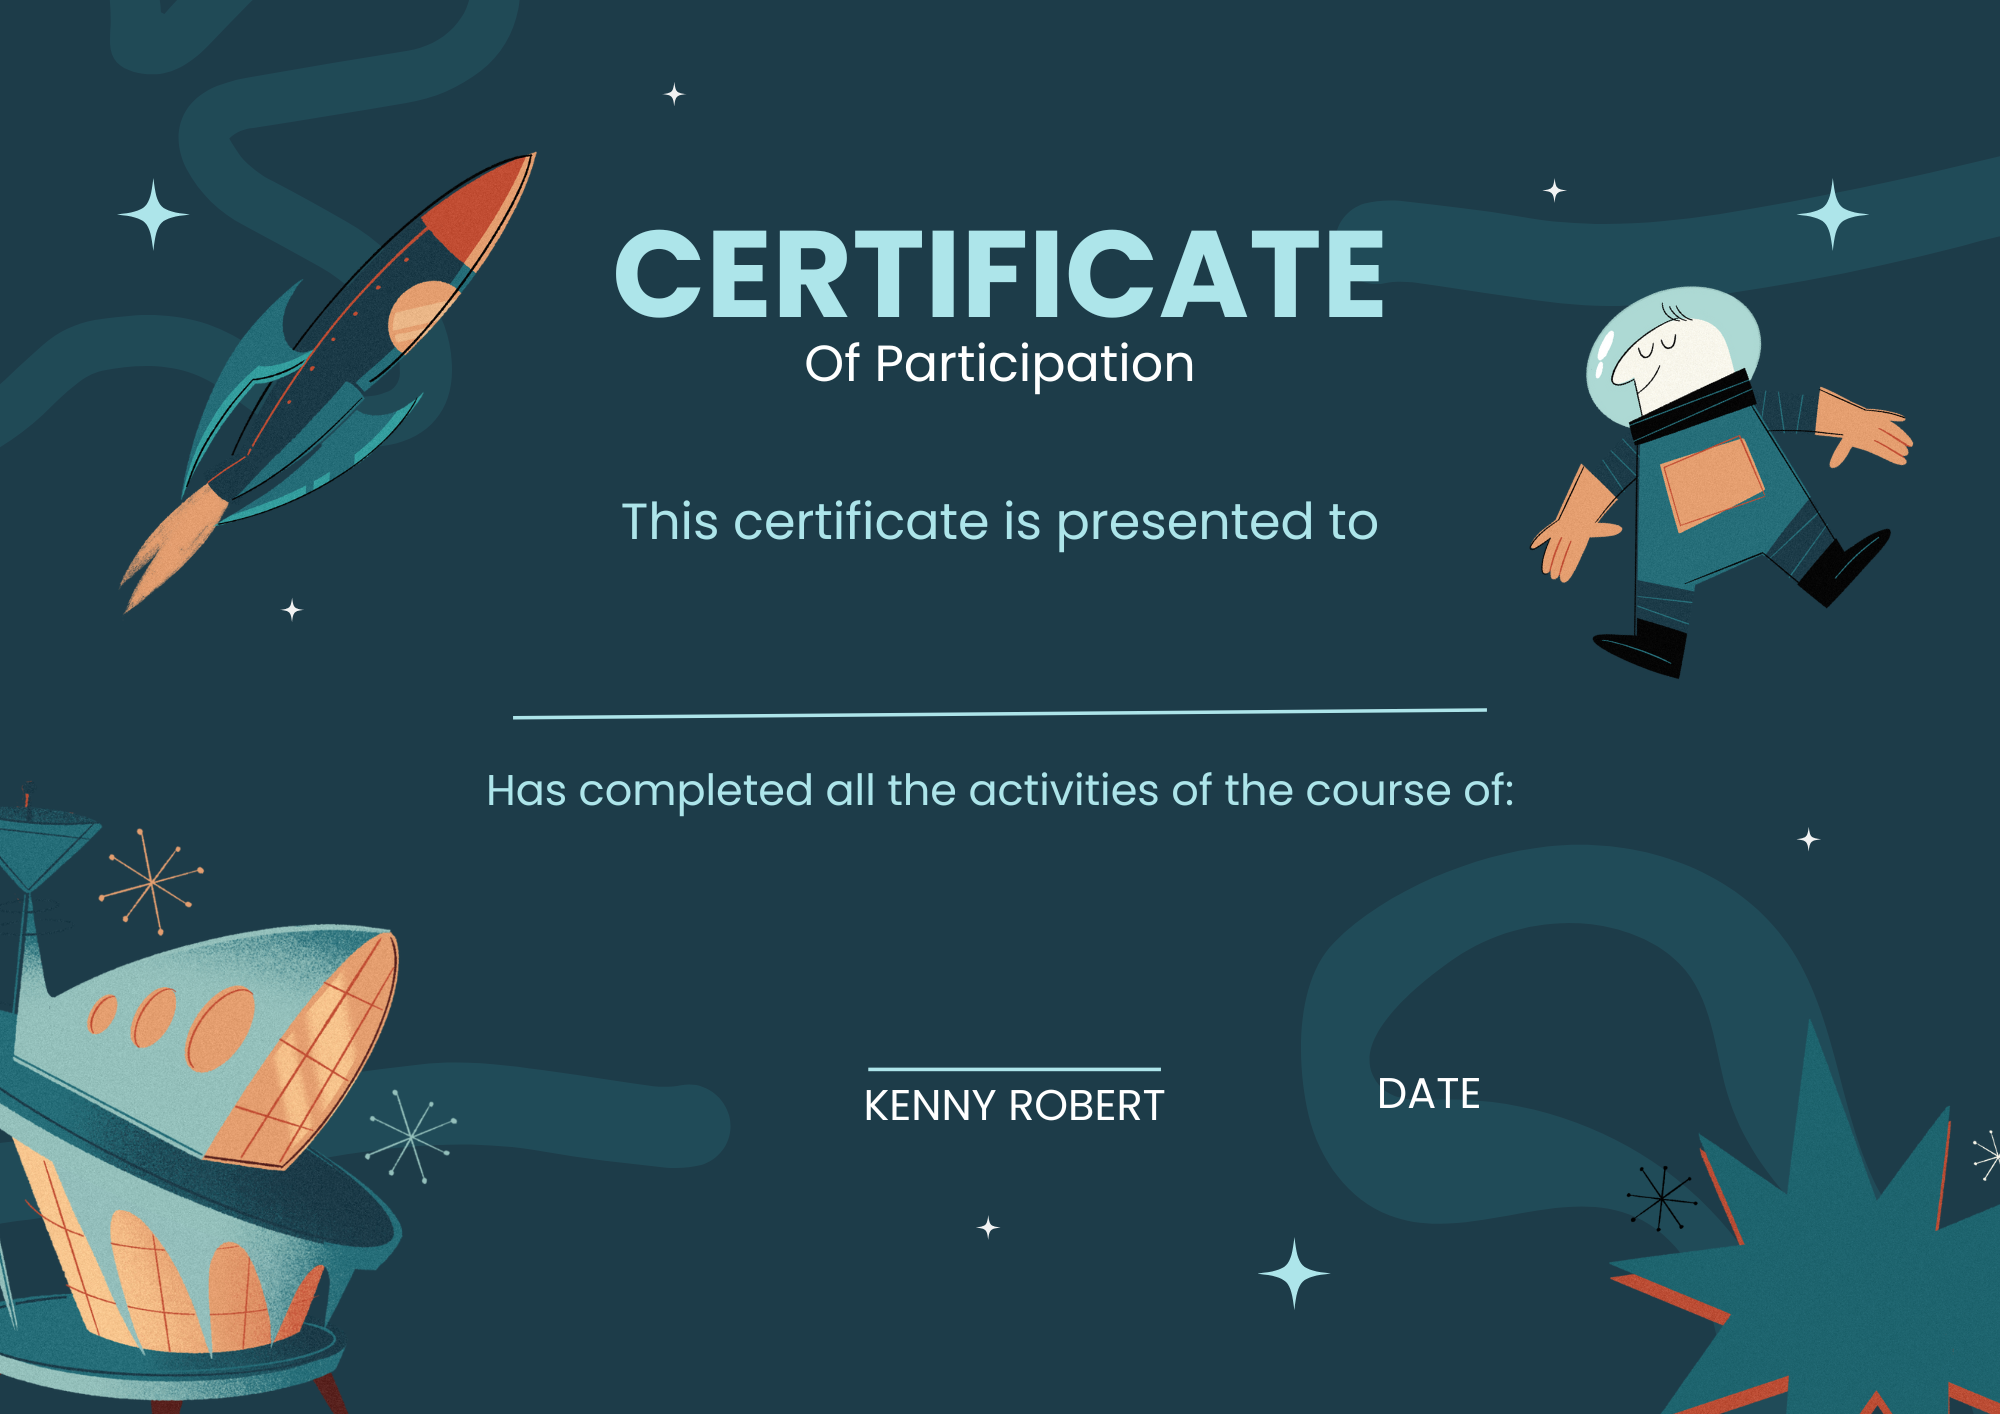 CERTIFICATE
Of Participation
This certificate is presented to
Has completed all the activities of the course of:
KENNY ROBERT
DATE